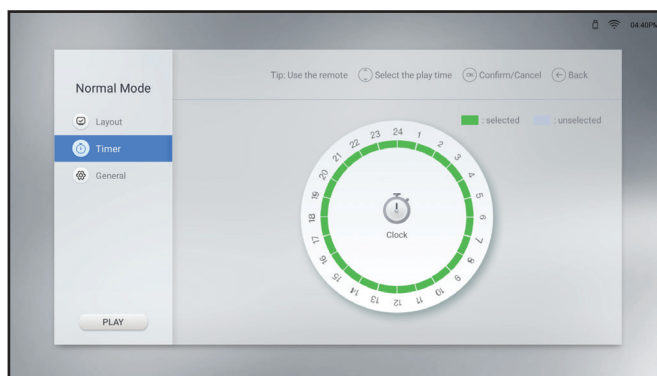 04:40PM
Normal Mode
Tip: Use the remote Select the play time OK Confirm/Cancel Back
Layout
Timer
General
: selected : unselected
24
1
2
3
4
5
6
7
8
9
10
11
12
13
14
15
16
17
18
19
20
21
22
23
Clock
PLAY